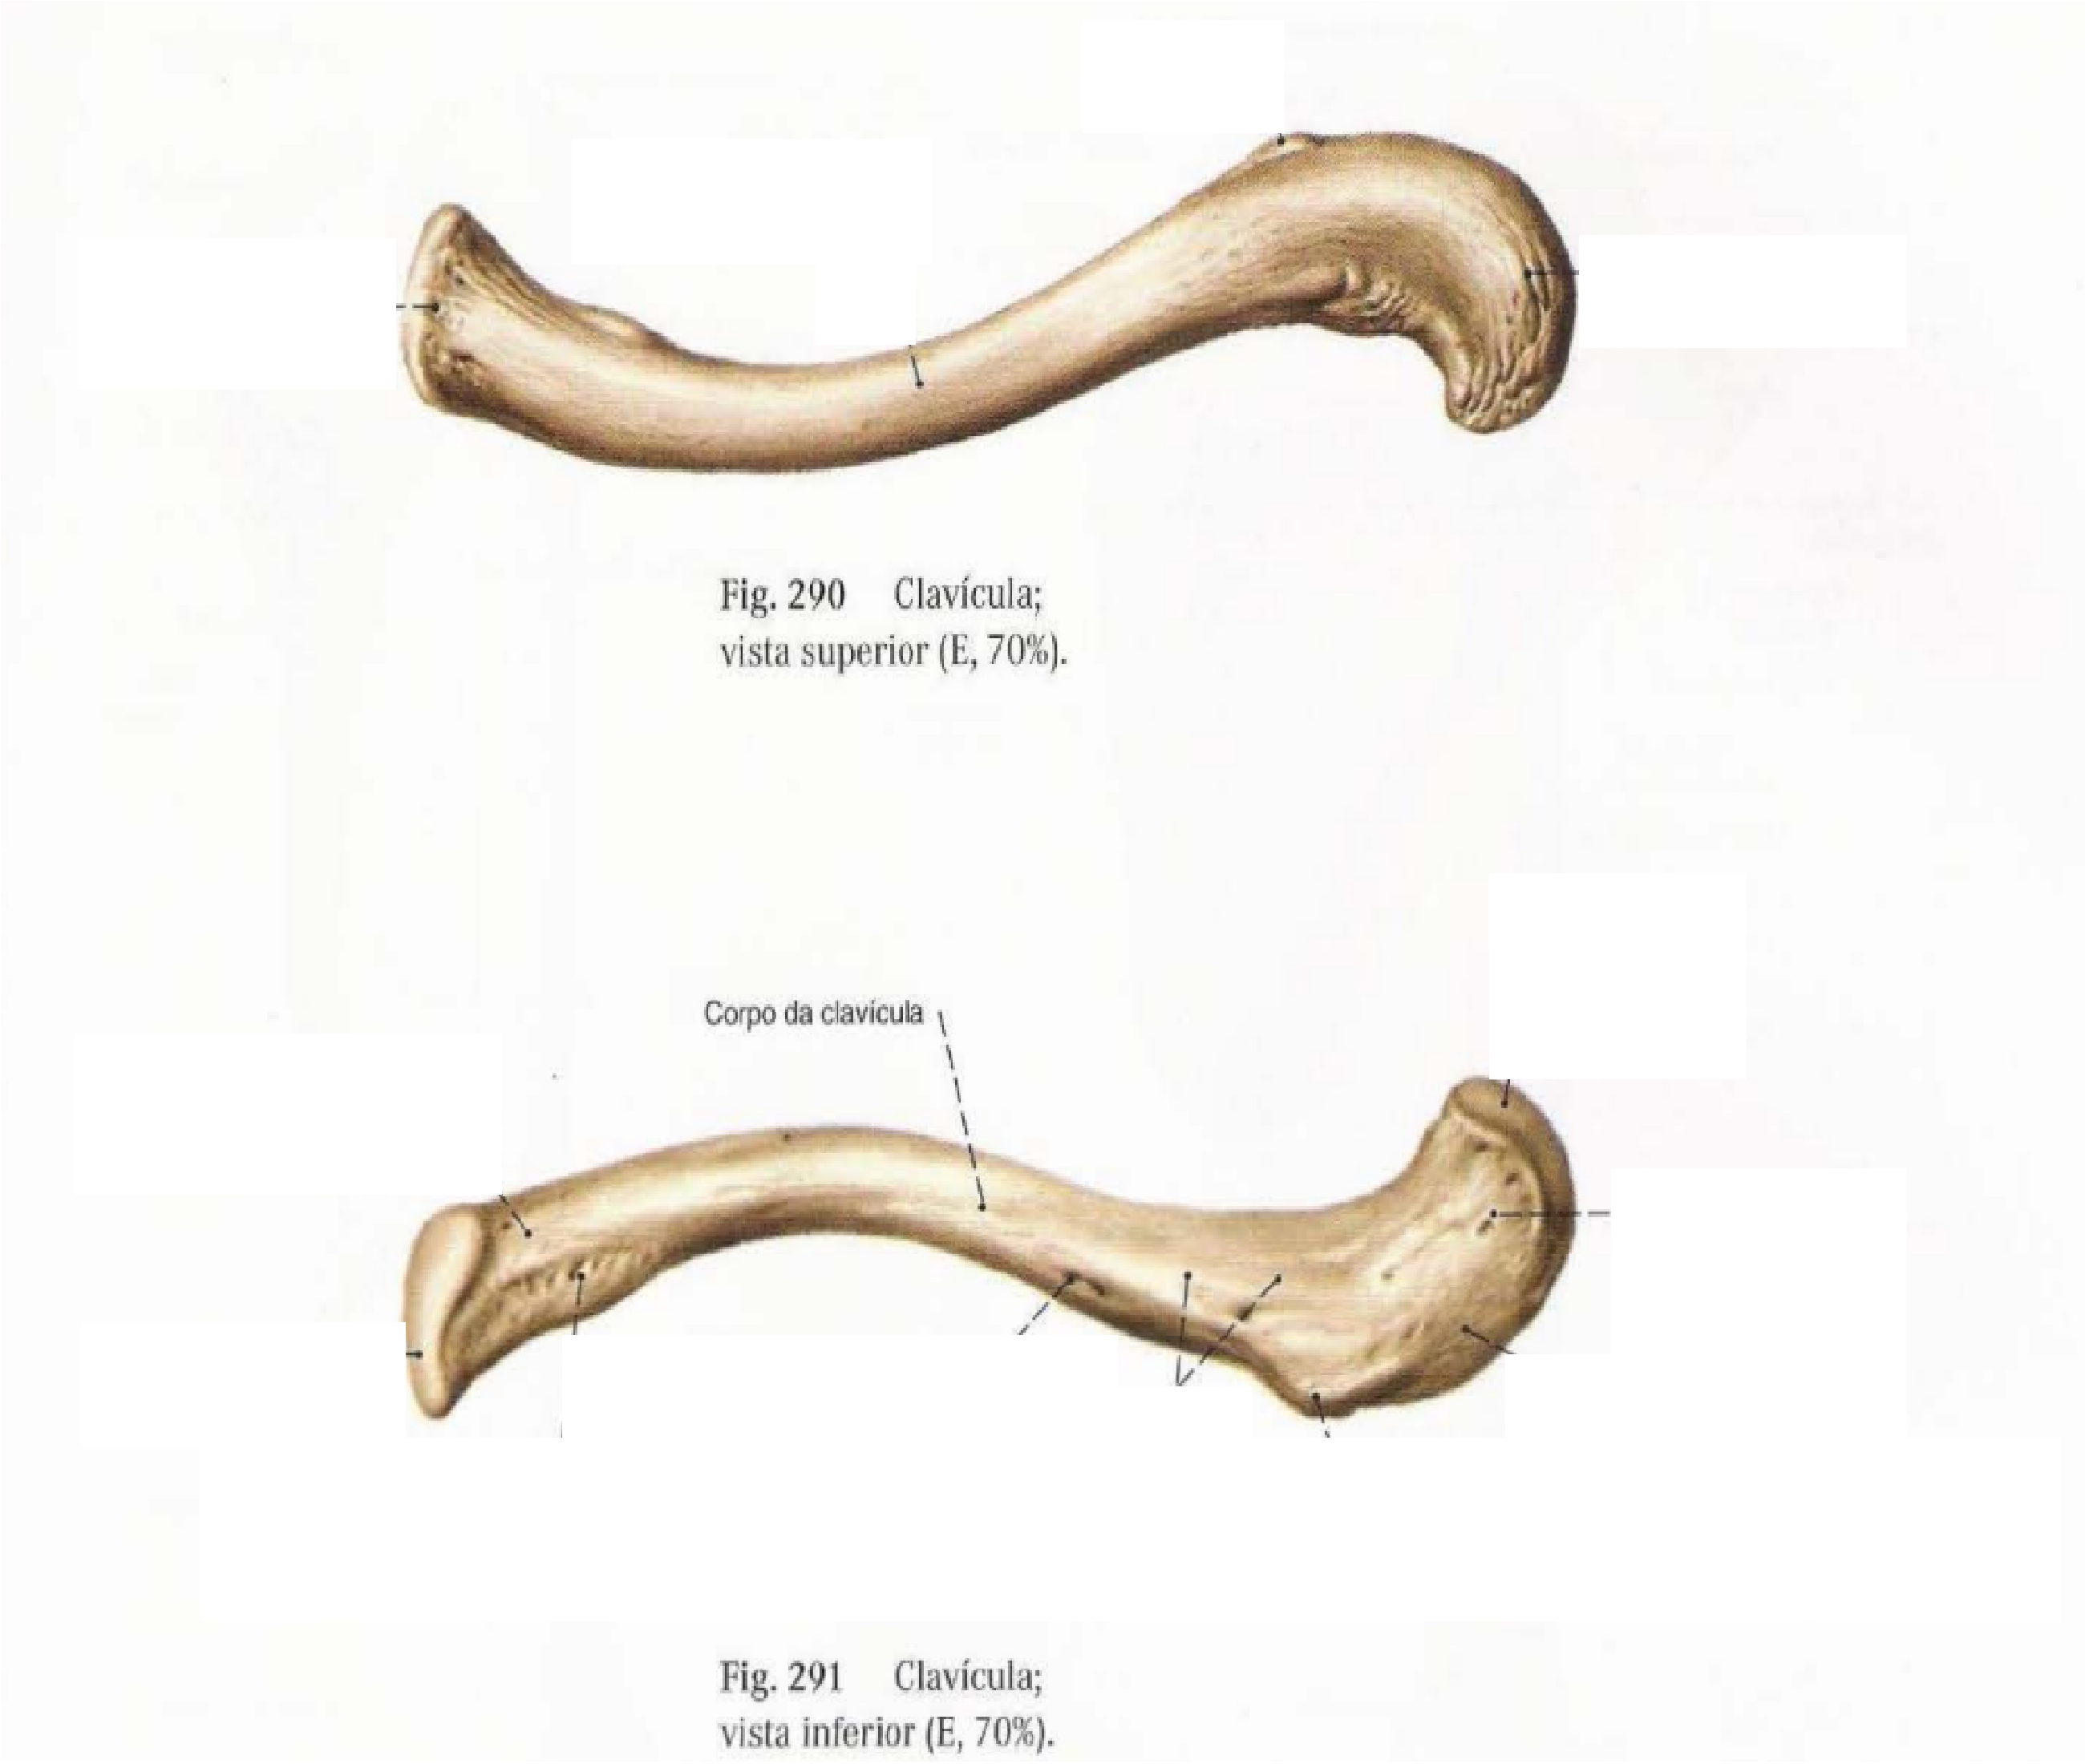 Fig. 290 Clavícula;
vista superior (E, 70%).
Corpo da clavícula
Fig. 291 Clavícula;
vista inferior (E, 70%).